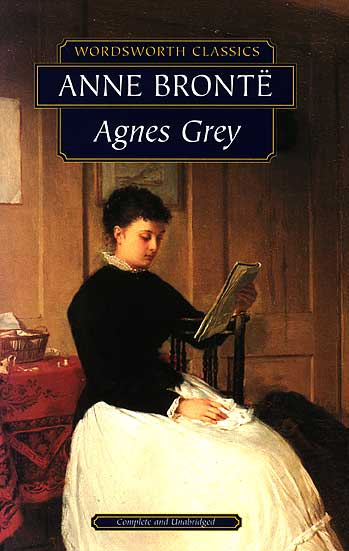 WORDSWORTH CLASSICS
ANNE BRONTË
Agnes Grey
Complete and Unabridged